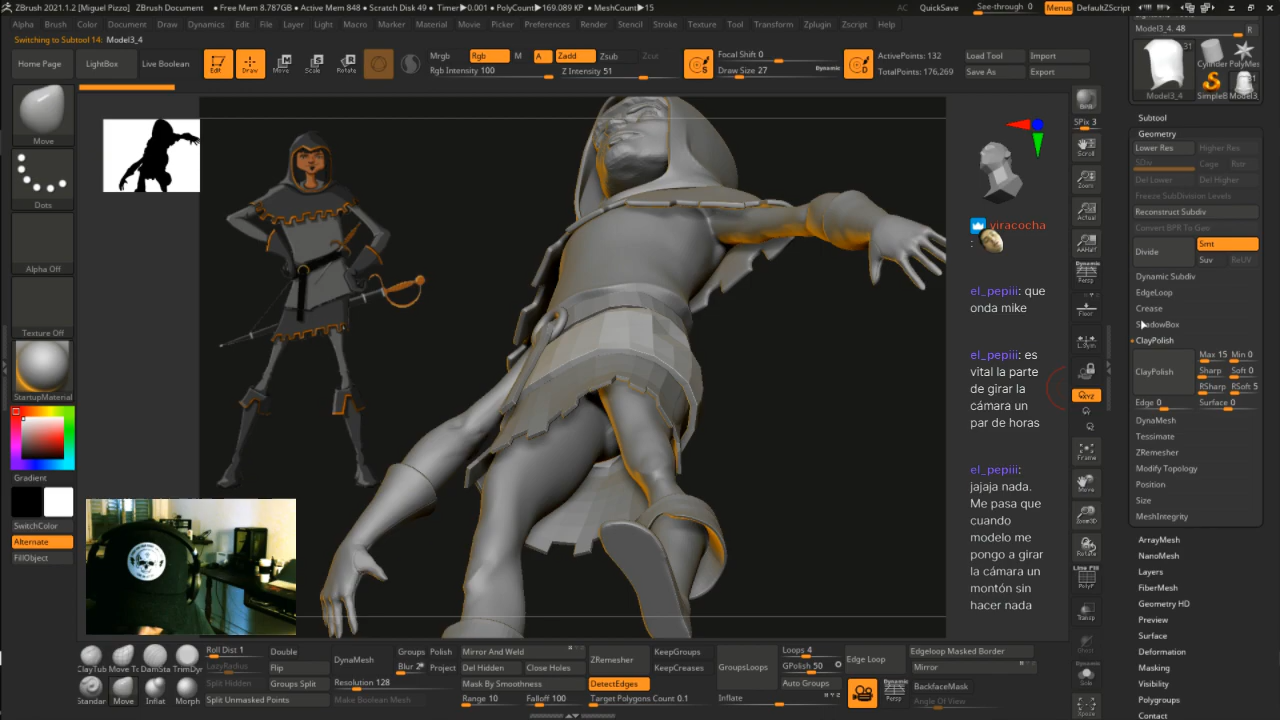 ZBrush 2021.1.2 [Miguel Pizzo]
ZBrush Document
● Free Mem 8.787GB ● Active Mem 848 ● Scratch Disk 49 ● Timer▶0.001 ● PolyCount▶169.089 KP ● MeshCount▶15
AC
QuickSave
See-through 0
Menus
DefaultZScript
Alpha
Brush
Color
Document
Draw
Dynamics
Edit
File
Layer
Light
Macro
Marker
Material
Movie
Picker
Preferences
Render
Stencil
Stroke
Texture
Tool
Transform
Zplugin
Zscript
Help
Switching to Subtool 14: Model3_4
Home Page
LightBox
Live Boolean
Edit
Draw
Move
Scale
Rotate
Mrgb
Rgb
M
Rgb Intensity 100
A
Zadd
Zsub
Zcut
Z Intensity 51
Focal Shift 0
Draw Size 27
Dynamic
ActivePoints: 132
TotalPoints: 176,269
Load Tool
Import
Save As
Export
Move
Dots
Alpha Off
Texture Off
StartupMaterial
Gradient
SwitchColor
Alternate
FillObject
viracocha
:
el_pepiii: que
onda mike
el_pepiii: es
vital la parte
de girar la
cámara un
par de horas
el_pepiii:
jajaja nada.
Me pasa que
cuando
modelo me
pongo a girar
la cámara un
montón sin
hacer nada
BPR
SPix 3
Scroll
Zoom
Actual
AAHalf
Dynamic
Persp
Floor
L.Sym
Frame
Move
Zoom3D
Rotate
Line Fill
PolyF
Transp
Dynamic
Solo
Xpose
Model3_4. 48
R
31
Model3_4
Cylinder
PolyMes
SimpleB
31
Model3_
Subtool
Geometry
Lower Res
Higher Res
SDiv
Cage
Rstr
Del Lower
Del Higher
Freeze SubDivision Levels
Reconstruct Subdiv
Convert BPR To Geo
Divide
Smt
Suv
ReUV
Dynamic Subdiv
EdgeLoop
Crease
ShadowBox
ClayPolish
ClayPolish
Max 15
Min 0
Sharp
Soft 0
RSharp
RSoft 5
Edge 0
Surface 0
DynaMesh
Tessimate
ZRemesher
Modify Topology
Position
Size
MeshIntegrity
ArrayMesh
NanoMesh
Layers
FiberMesh
Geometry HD
Preview
Surface
Deformation
Masking
Visibility
Polygroups
Contact
ClayTub
Move To
DamSta
TrimDyr
Standar
Move
Inflat
Morph
Roll Dist 1
LazyRadius
Split Hidden
Split Unmasked Points
Double
Flip
Groups Split
DynaMesh
Resolution 128
Make Boolean Mesh
Groups
Polish
Blur 2
Project
Mirror And Weld
Del Hidden
Close Holes
Mask By Smoothness
Range 10
Falloff 100
ZRemesher
DetectEdges
Target Polygons Count 0.1
KeepGroups
KeepCreases
GroupsLoops
Inflate
Loops 4
GPolish 50
Auto Groups
Edge Loop
Dynamic
Persp
Edgeloop Masked Border
Mirror
BackfaceMask
Angle Of View